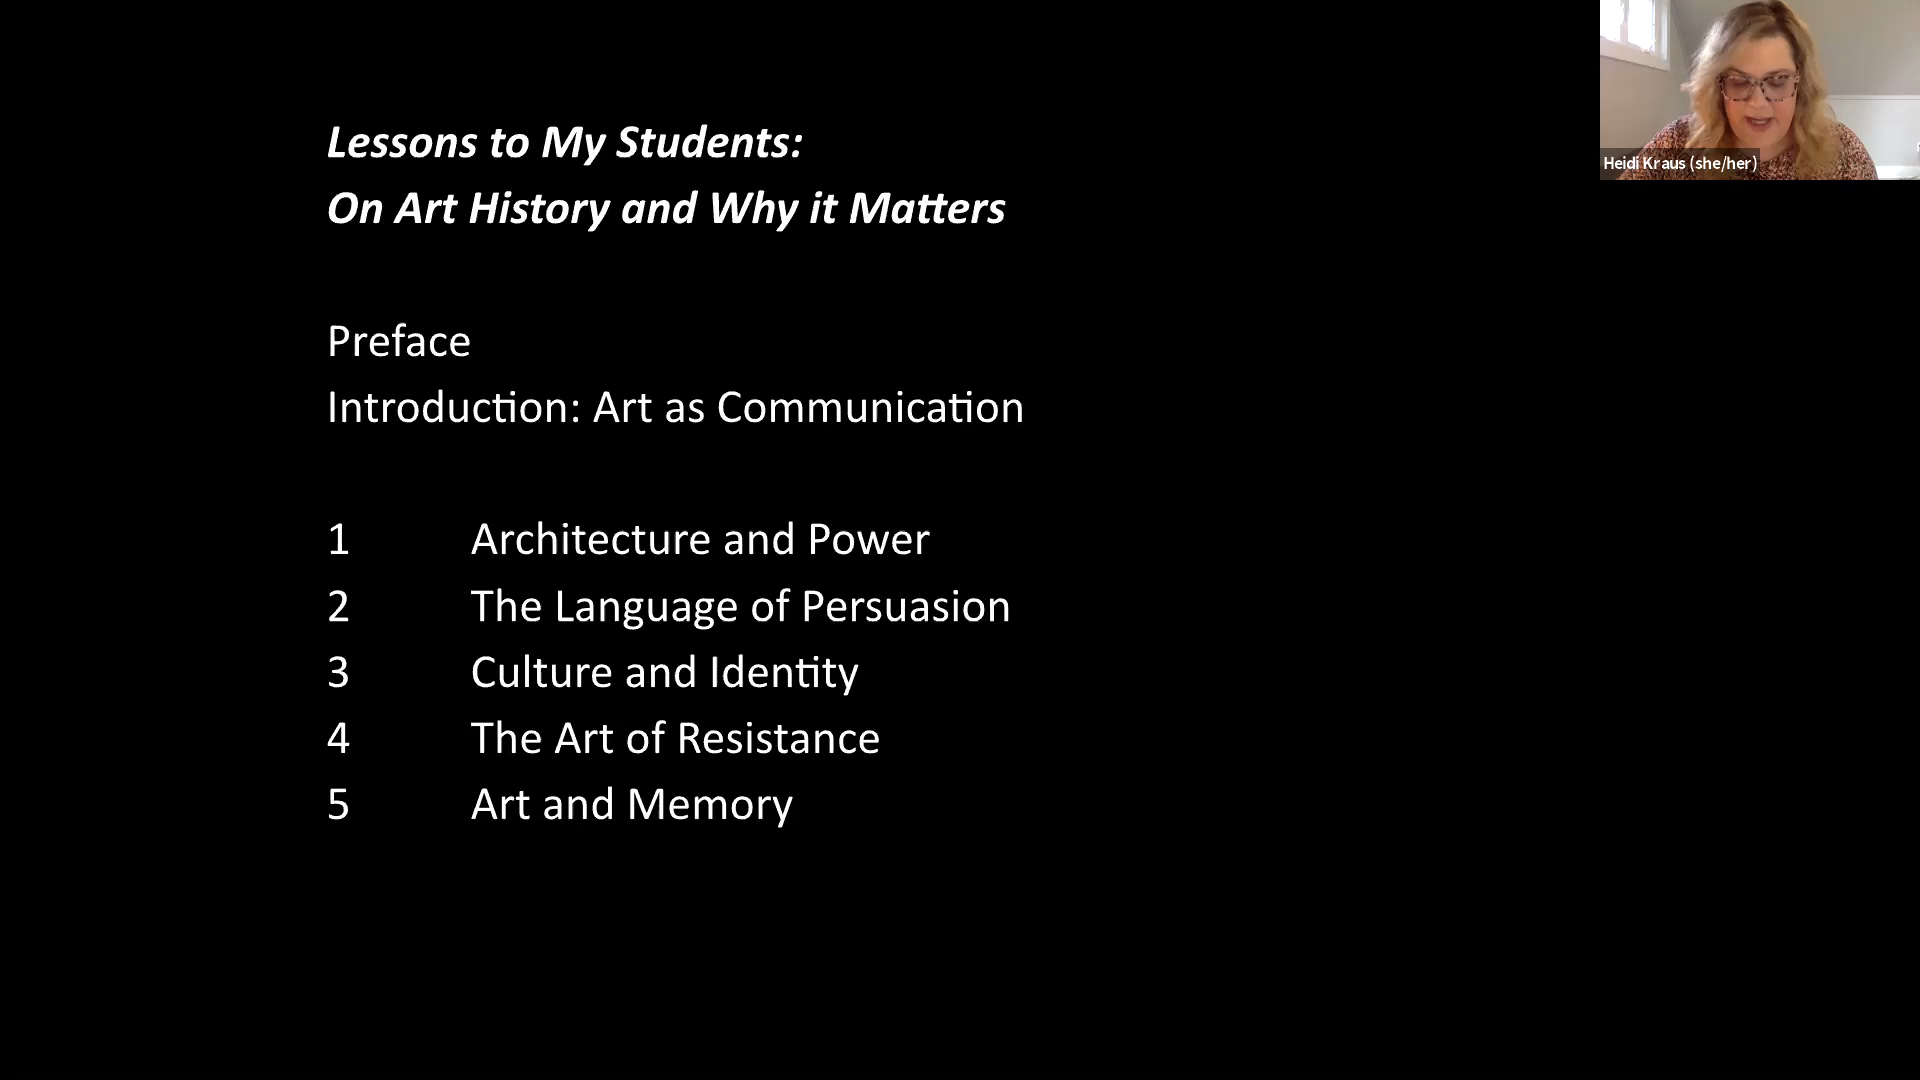 Lessons to My Students:
On Art History and Why it Matters
Preface
Introduction: Art as Communication
1 Architecture and Power
2 The Language of Persuasion
3 Culture and Identity
4 The Art of Resistance
5 Art and Memory
Heidi Kraus (she/her)